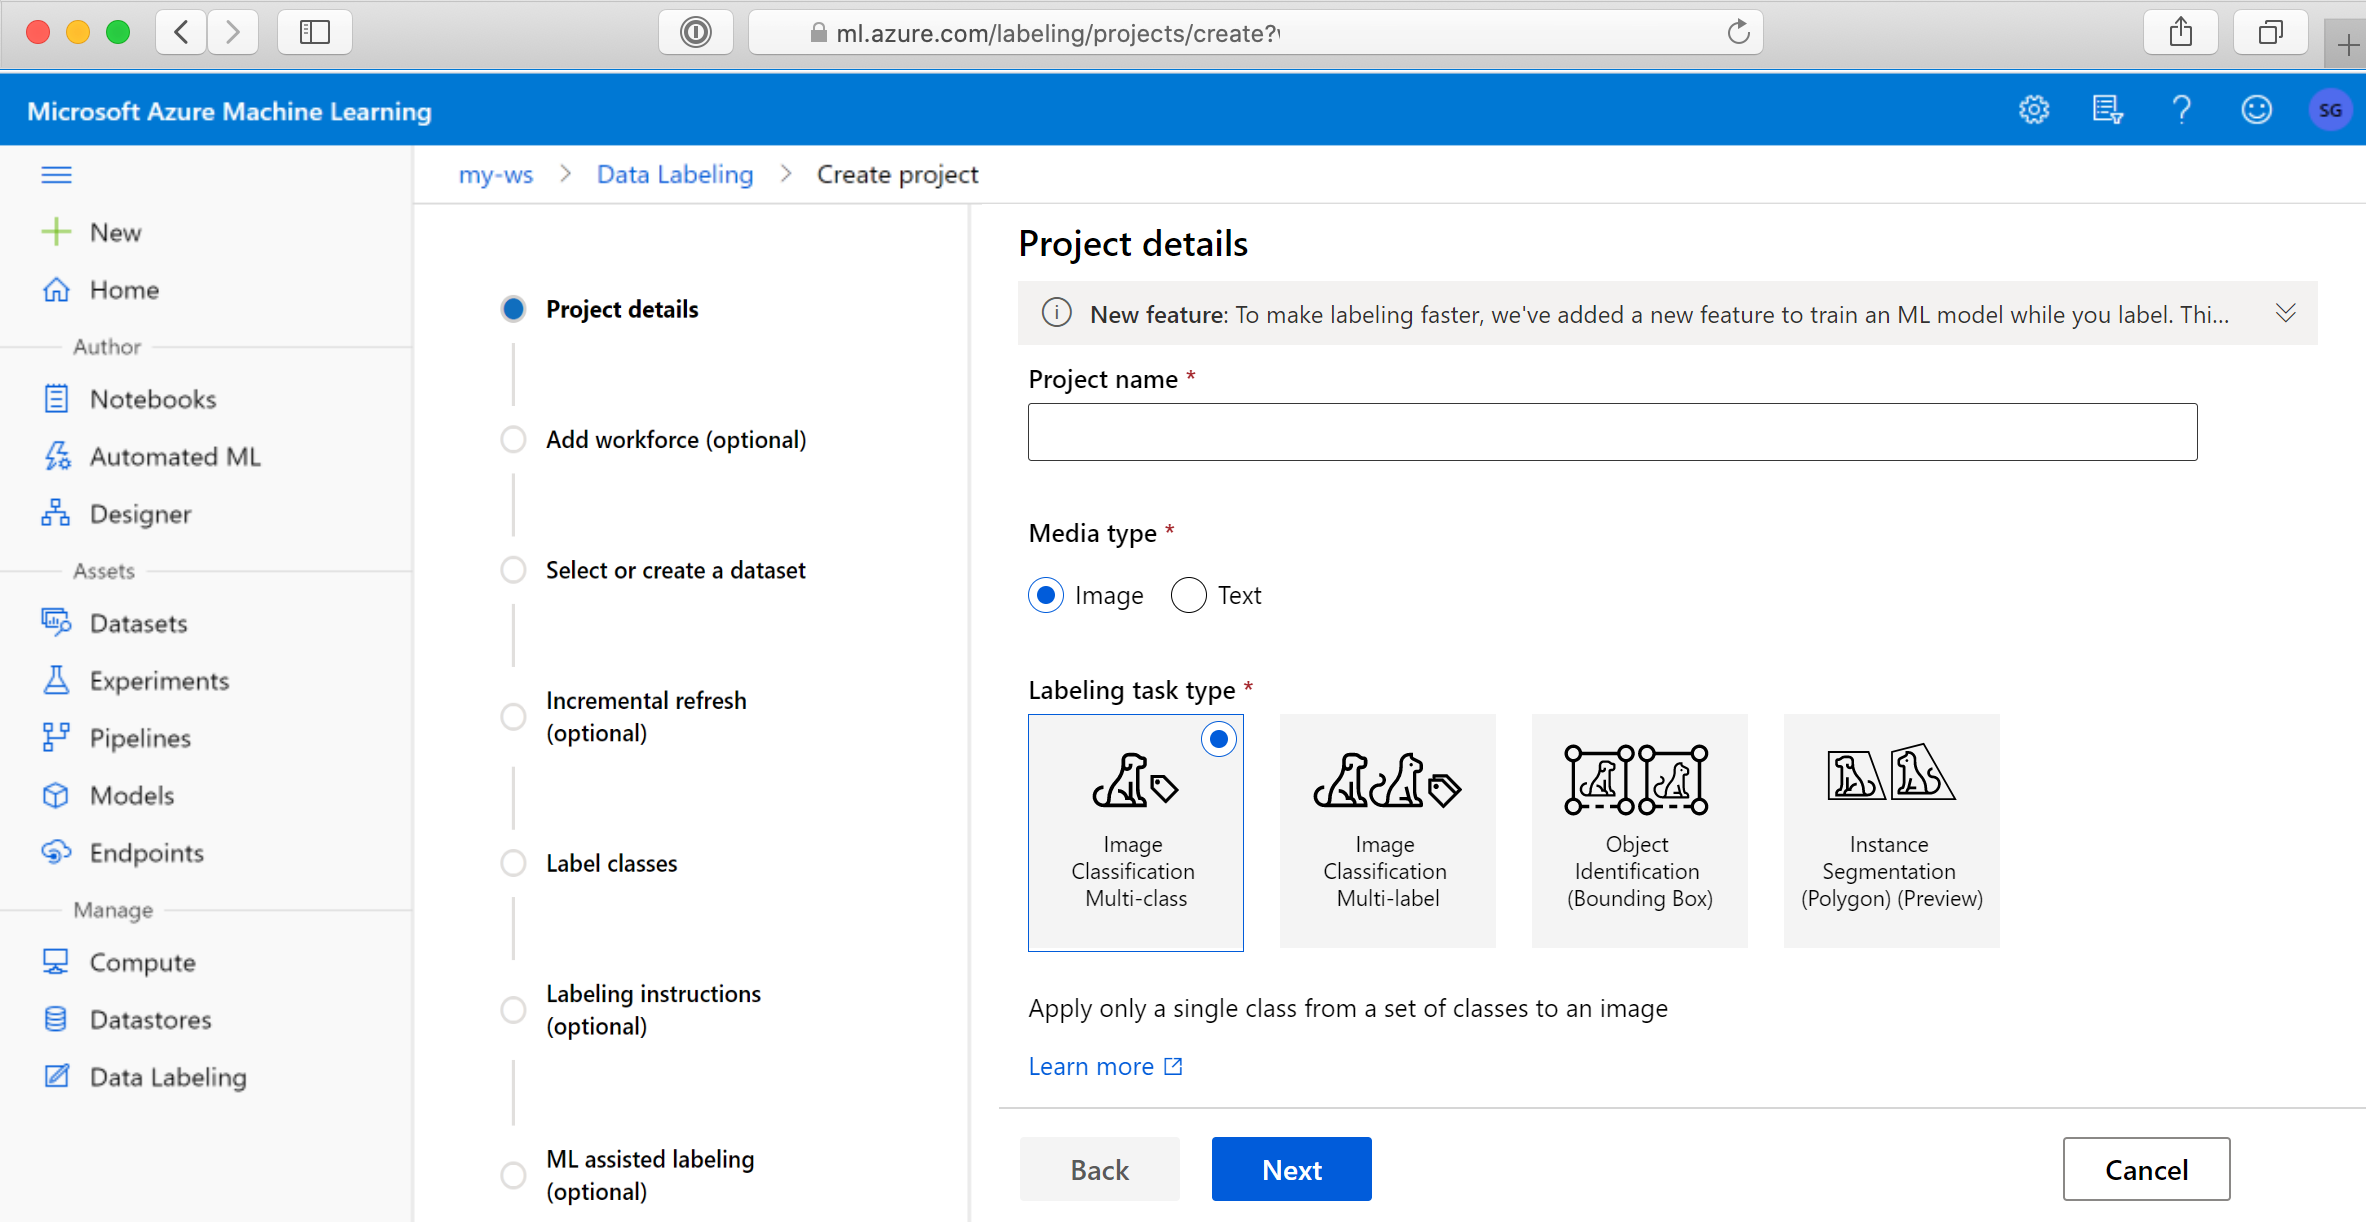 ml.azure.com/labeling/projects/create?
Microsoft Azure Machine Learning
SG
my-ws > Data Labeling > Create project
New
Home
Author
Notebooks
Automated ML
Designer
Assets
Datasets
Experiments
Pipelines
Models
Endpoints
Manage
Compute
Datastores
Data Labeling
Project details
Add workforce (optional)
Select or create a dataset
Incremental refresh
(optional)
Label classes
Labeling instructions
(optional)
ML assisted labeling
(optional)
Project details
New feature: To make labeling faster, we've added a new feature to train an ML model while you label. Thi...
Project name *
Media type *
Image Text
Labeling task type *
Image
Classification
Multi-class
Image
Classification
Multi-label
Object
Identification
(Bounding Box)
Instance
Segmentation
(Polygon) (Preview)
Apply only a single class from a set of classes to an image
Learn more
Back Next Cancel